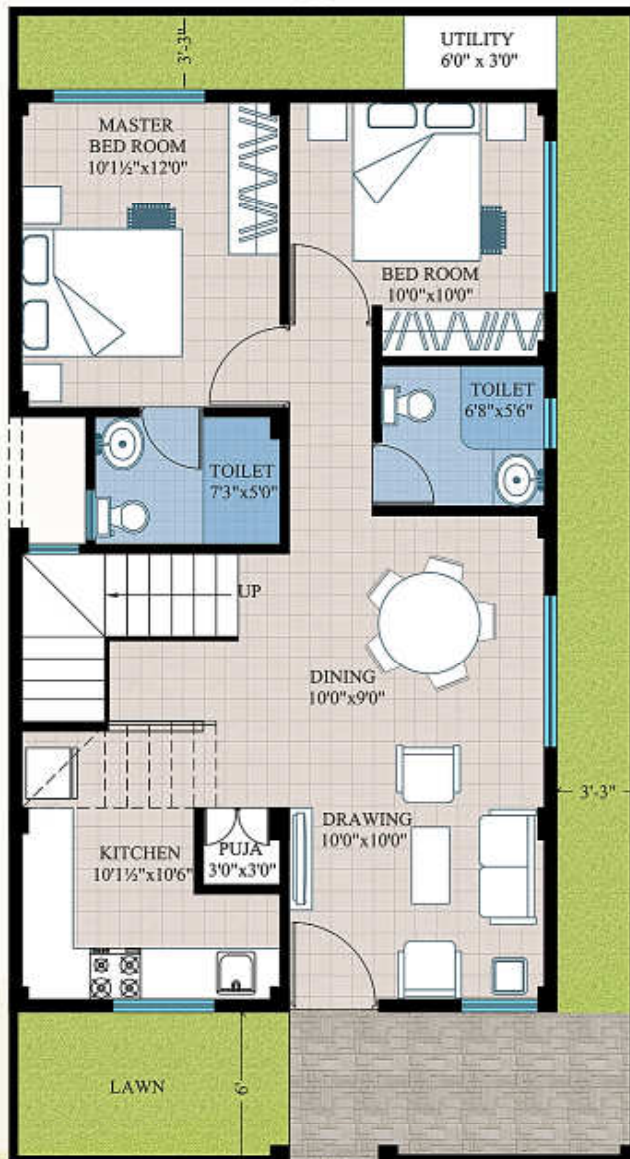 3'-3"
UTILITY
6'0" x 3'0"
MASTER
BED ROOM
10'1½"x12'0"
BED ROOM
10'0"x10'0"
TOILET
6'8"x5'6"
TOILET
7'3"x5'0"
UP
DINING
10'0"x9'0"
3'-3"
DRAWING
10'0"x10'0"
KITCHEN
10'1½"x10'6"
PUJA
3'0"x3'0"
LAWN
6'